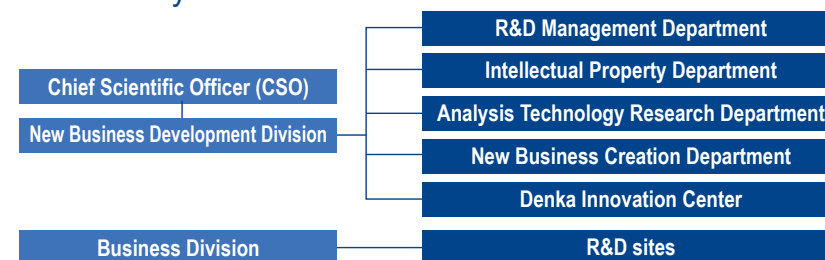 R&D Management Department
Intellectual Property Department
Chief Scientific Officer (CSO)
Analysis Technology Research Department
New Business Development Division
New Business Creation Department
Denka Innovation Center
Business Division
R&D sites